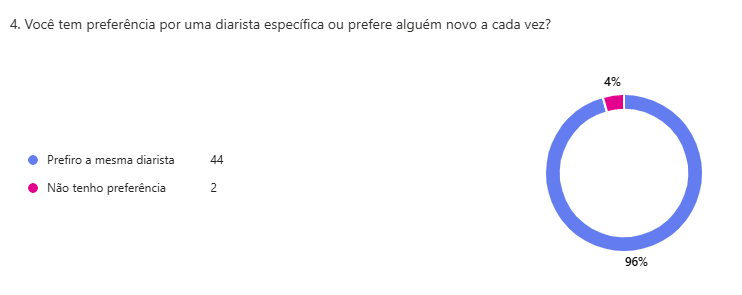 4. Você tem preferência por uma diarista específica ou prefere alguém novo a cada vez?
4%
Prefiro a mesma diarista 44
Não tenho preferência 2
96%